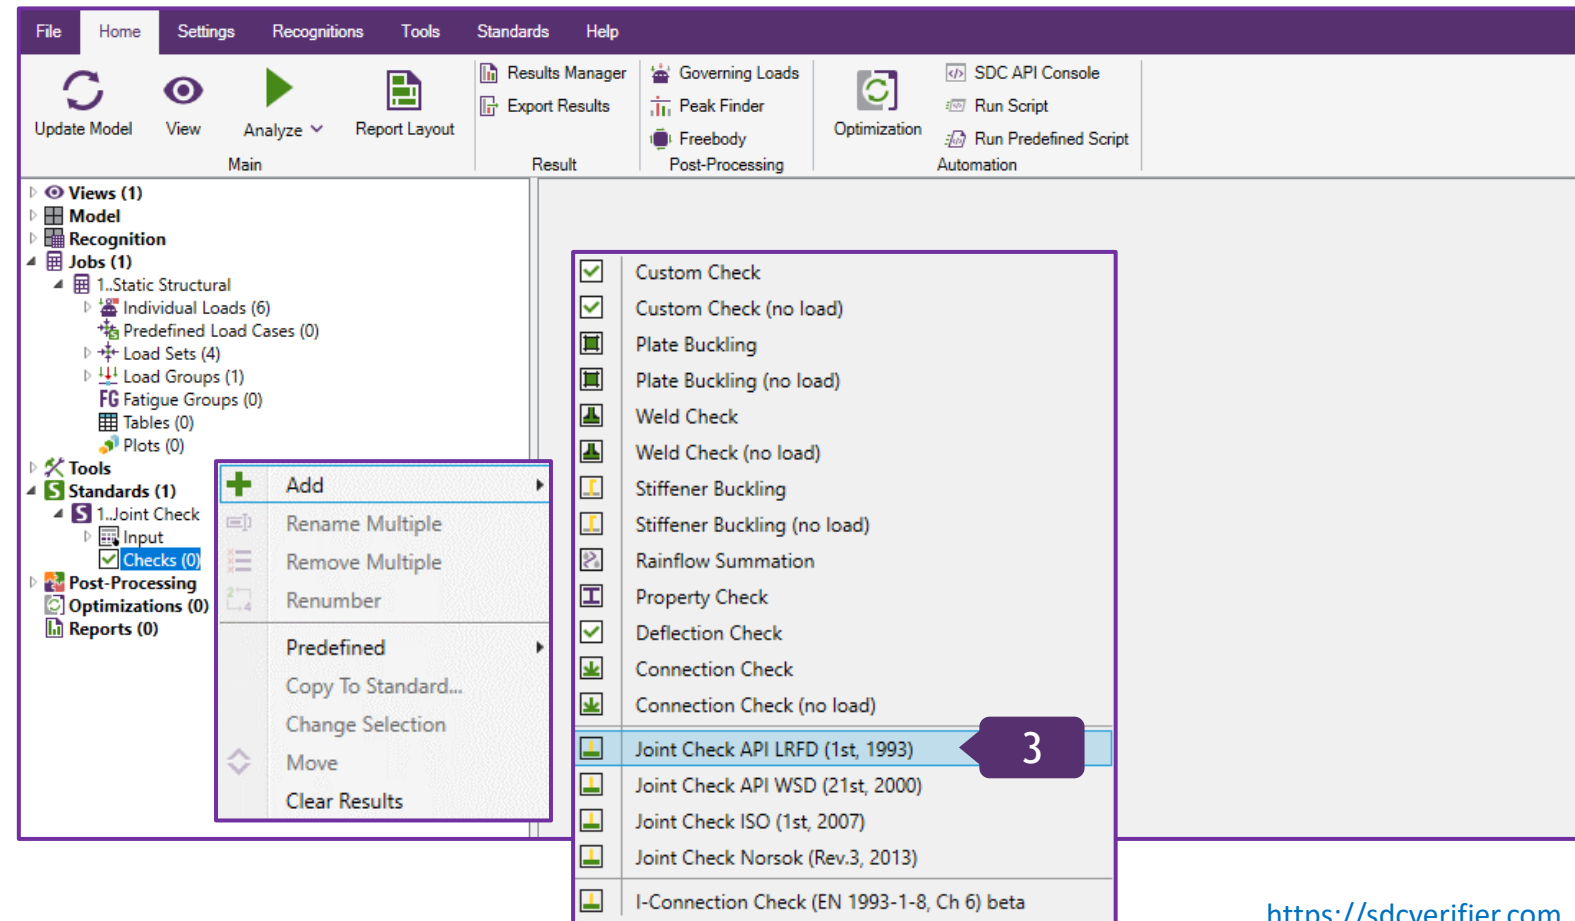 File Home Settings Recognitions Tools Standards Help
Update Model
View
Analyze
Report Layout
Main
Results Manager
Export Results
Result
Governing Loads
Peak Finder
Freebody
Post-Processing
Optimization
SDC API Console
Run Script
Run Predefined Script
Automation
Views (1)
Model
Recognition
Jobs (1)
1..Static Structural
Individual Loads (6)
Predefined Load Cases (0)
Load Sets (4)
Load Groups (1)
FG Fatigue Groups (0)
Tables (0)
Plots (0)
Tools
S Standards (1)
S 1..Joint Check
Input
Checks (0)
Post-Processing
Optimizations (0)
Reports (0)
Add
Rename Multiple
Remove Multiple
Renumber
Predefined
Copy To Standard...
Change Selection
Move
Clear Results
Custom Check
Custom Check (no load)
Plate Buckling
Plate Buckling (no load)
Weld Check
Weld Check (no load)
Stiffener Buckling
Stiffener Buckling (no load)
Rainflow Summation
Property Check
Deflection Check
Connection Check
Connection Check (no load)
Joint Check API LRFD (1st, 1993)
3
Joint Check API WSD (21st, 2000)
Joint Check ISO (1st, 2007)
Joint Check Norsok (Rev.3, 2013)
I-Connection Check (EN 1993-1-8, Ch 6) beta
https://sdcverifier.com